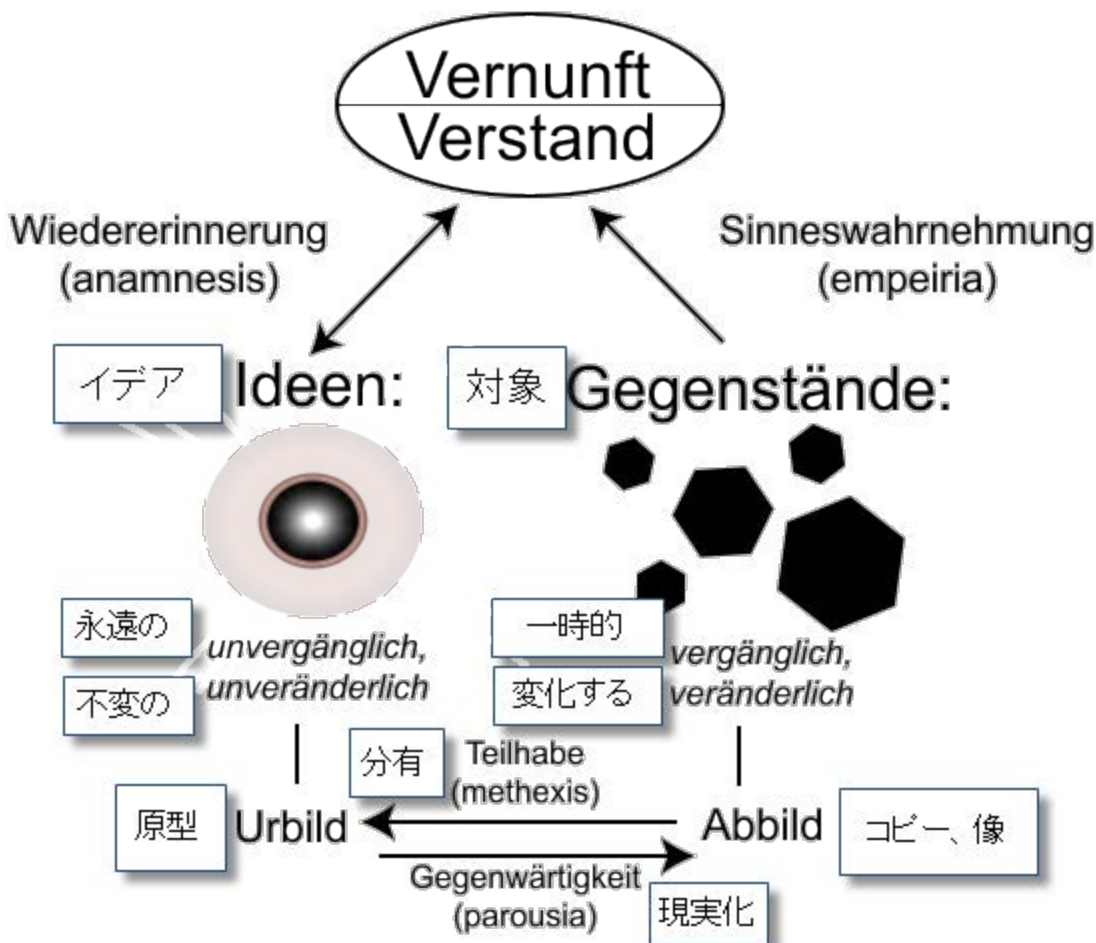 Vernunft
Verstand
Wiedererinnerung
(anamnesis)
Sinneswahrnehmung
(empeiria)
イデア
Ideen:
対象
Gegenstände:
永遠の
不変の
unvergänglich,
unveränderlich
一時的
変化する
vergänglich,
veränderlich
分有
Teilhabe
(methexis)
原型
Urbild
Abbild
コピー、像
Gegenwärtigkeit
(parousia)
現実化